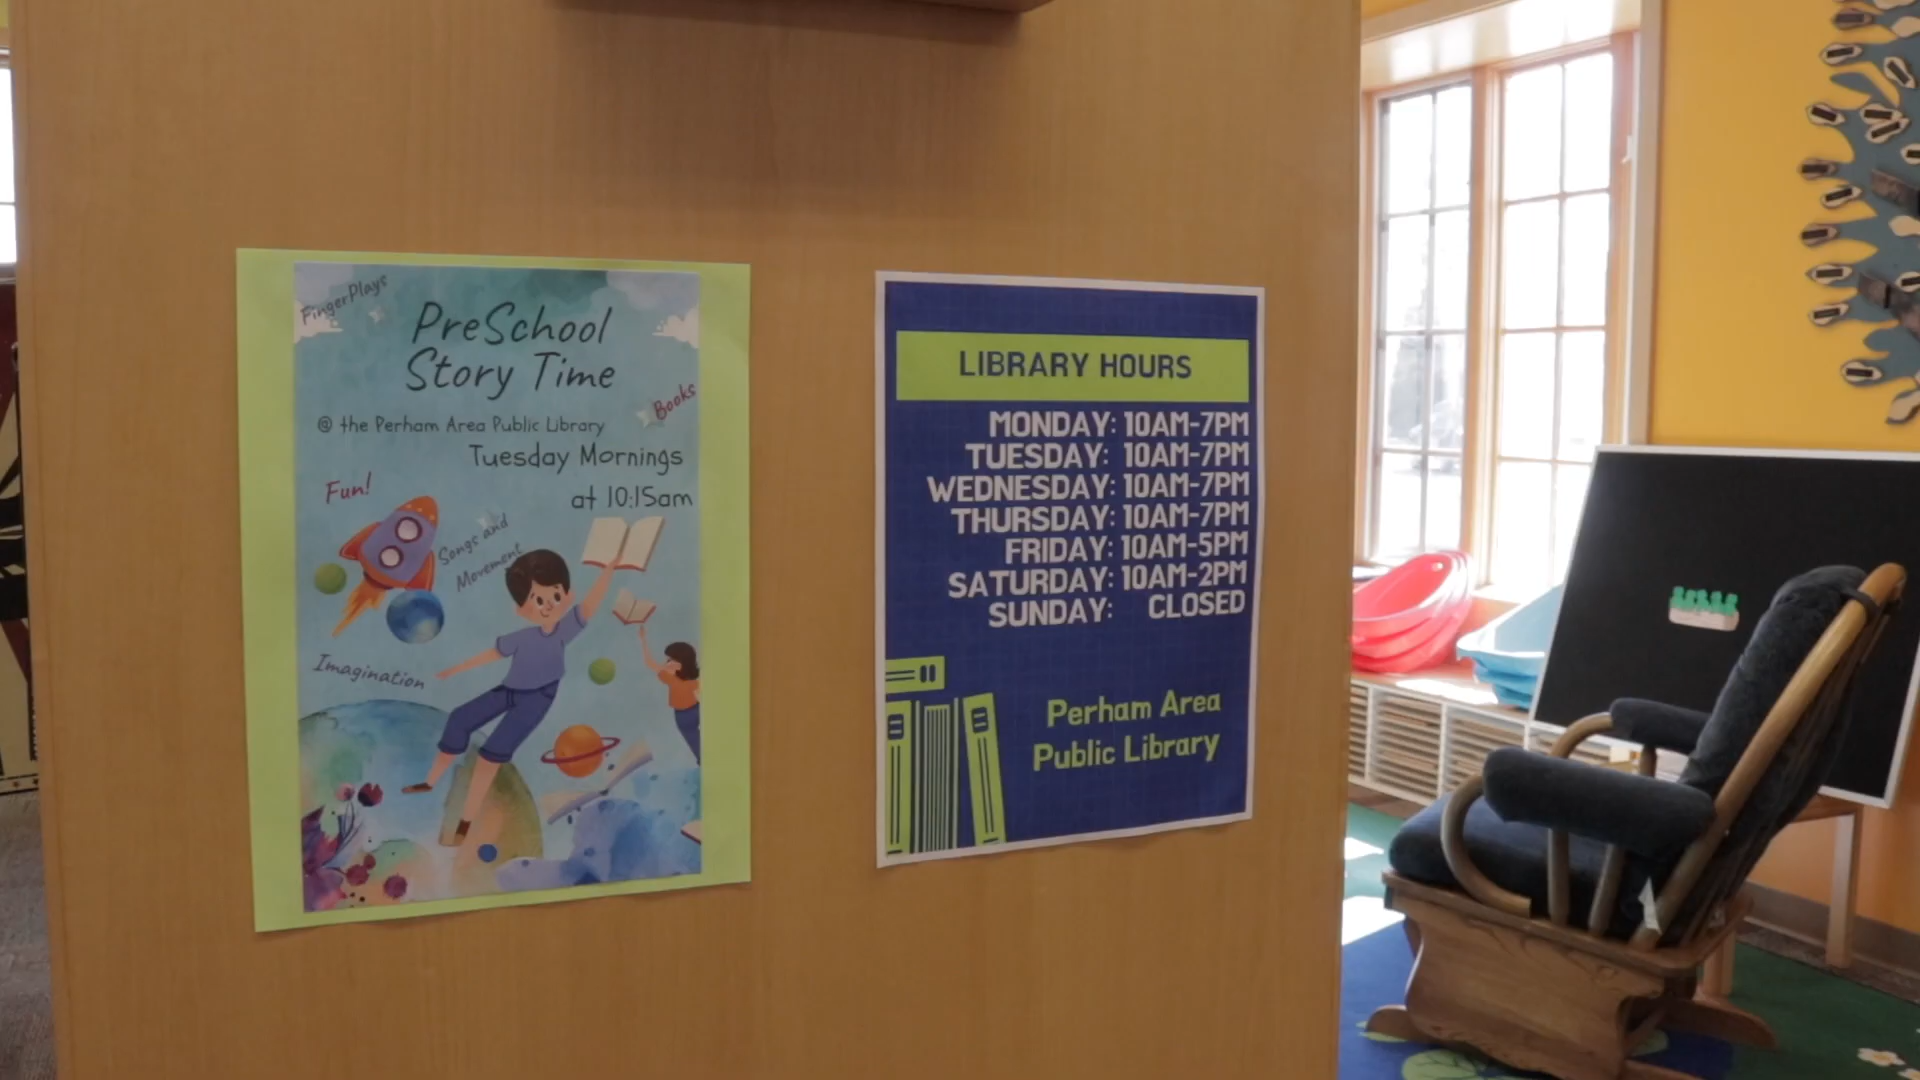 FingerPlays
PreSchool
Story Time
Books
@ the Perham Area Public Library
Tuesday Mornings
at 10:15am
Fun!
Songs and
Movement
Imagination
LIBRARY HOURS
MONDAY: 10AM-7PM
TUESDAY: 10AM-7PM
WEDNESDAY: 10AM-7PM
THURSDAY: 10AM-7PM
FRIDAY: 10AM-5PM
SATURDAY: 10AM-2PM
SUNDAY: CLOSED
Perham Area
Public Library